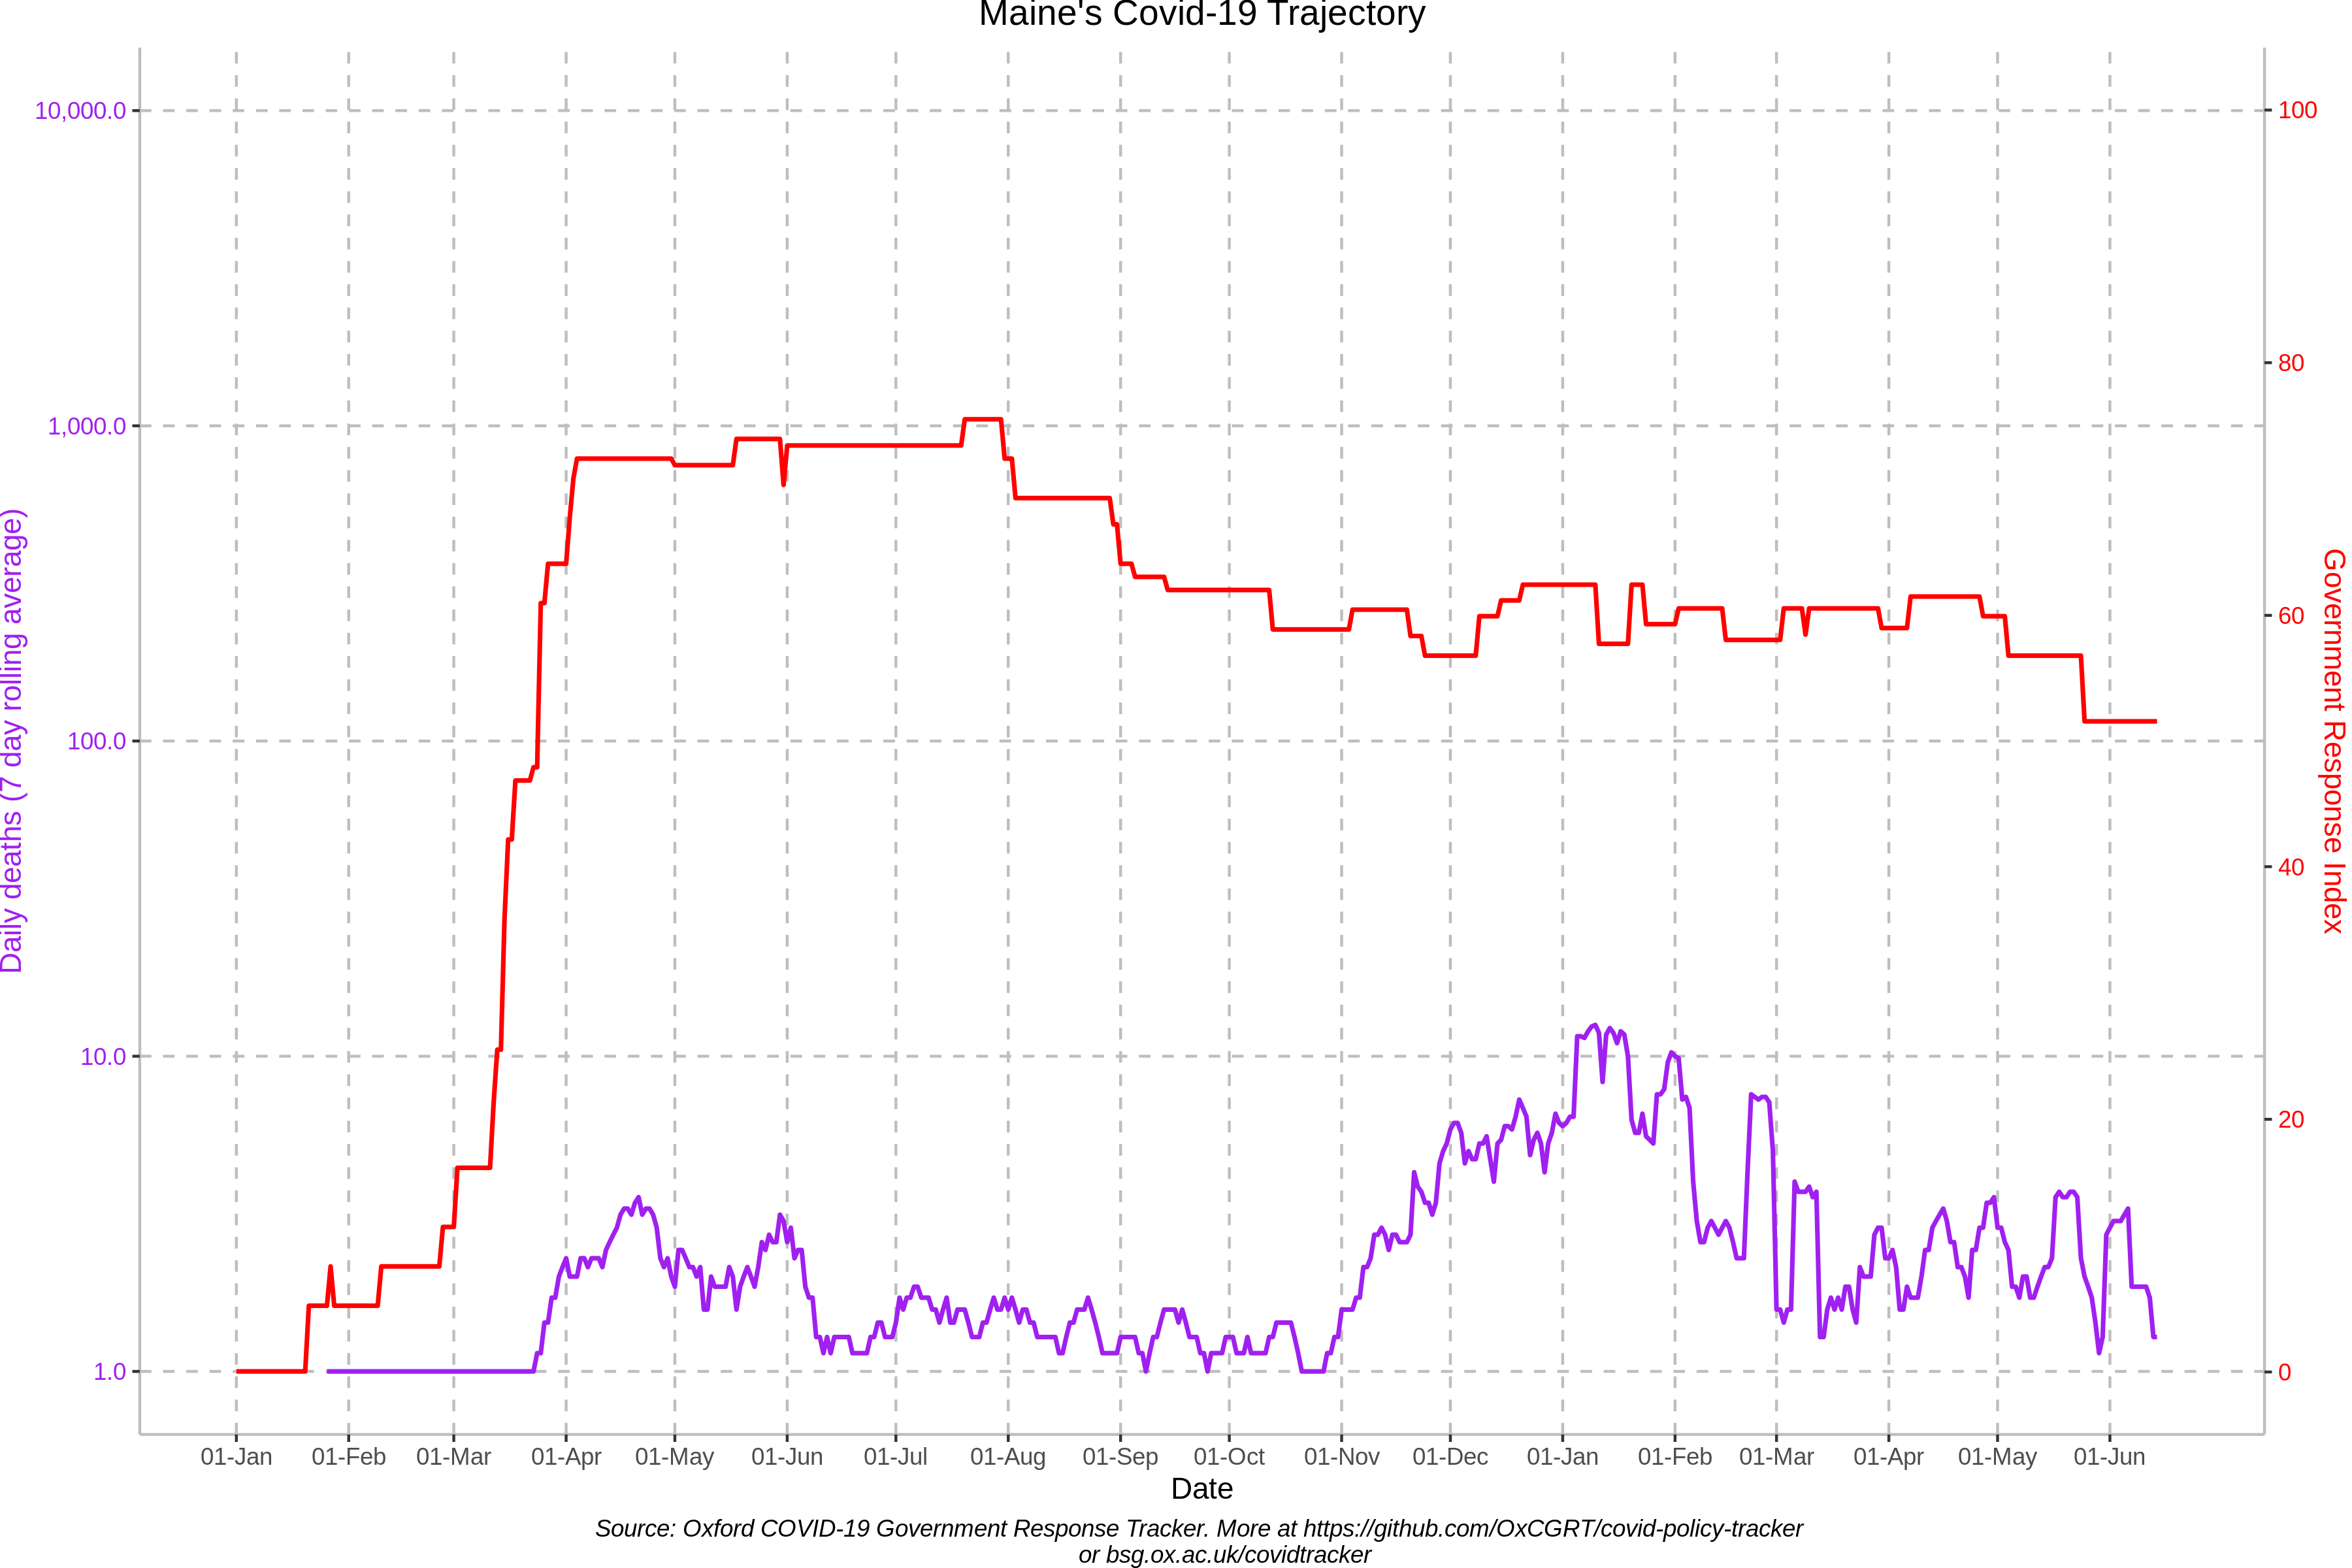 Maine's Covid-19 Trajectory
10,000.0
1,000.0
100.0
10.0
1.0
Daily deaths (7 day rolling average)
100
80
60
40
20
0
Government Response Index
01-Jan 01-Feb 01-Mar 01-Apr 01-May 01-Jun 01-Jul 01-Aug 01-Sep 01-Oct 01-Nov 01-Dec 01-Jan 01-Feb 01-Mar 01-Apr 01-May 01-Jun
Date
Source: Oxford COVID-19 Government Response Tracker. More at https://github.com/OxCGRT/covid-policy-tracker
or bsg.ox.ac.uk/covidtracker